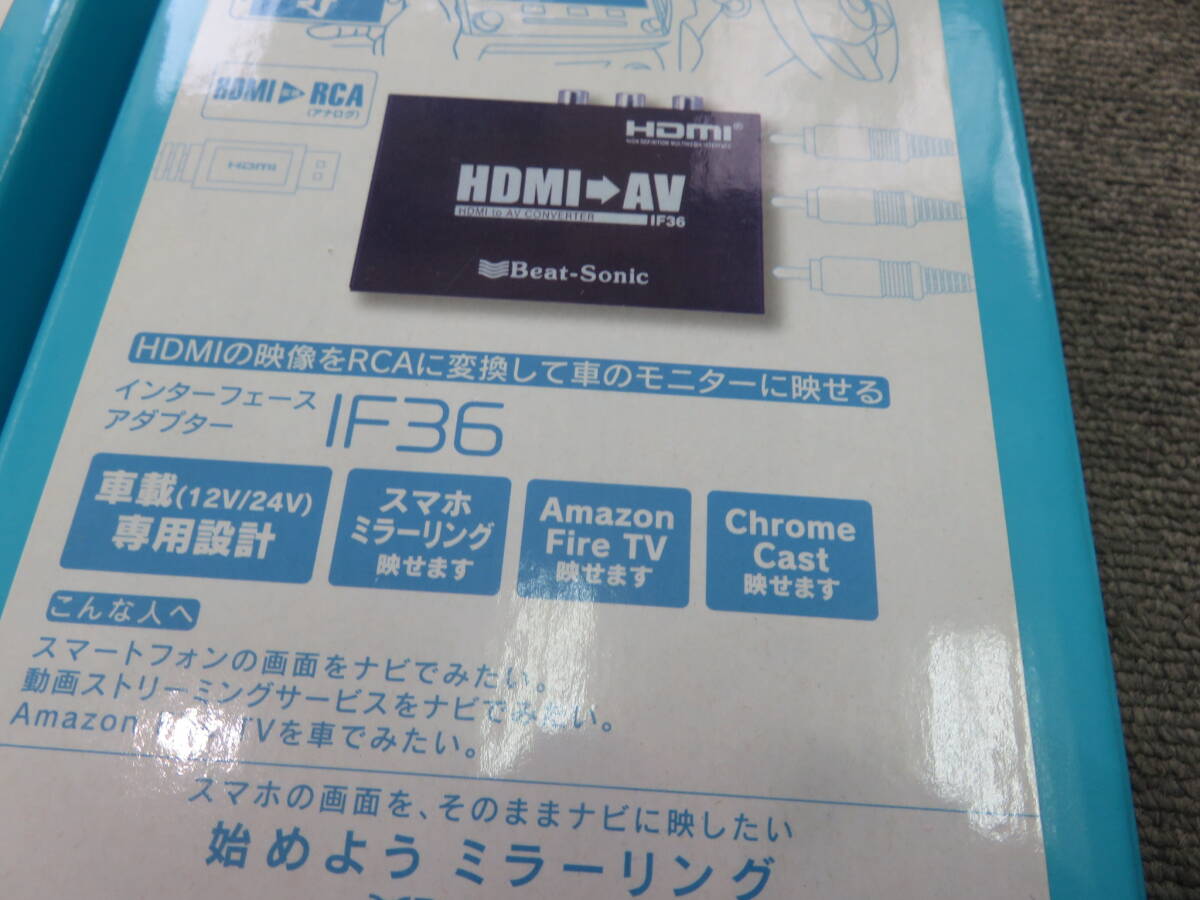 HDMI RCA
(アナログ)
HDMI
HDMI
HIGH DEFINITION MULTIMEDIA INTERFACE
HDMI➡AV
HDMI to AV CONVERTER
IF36
Beat-Sonic
HDMIの映像をRCAに変換して車のモニターに映せる
インターフェース
アダプター
IF36
車載(12V/24V)
専用設計
スマホ
ミラーリング
映せます
Amazon
Fire TV
映せます
Chrome
Cast
映せます
こんな人へ
スマートフォンの画面をナビでみたい。
動画ストリーミングサービスをナビでみたい。
Amazon TVを車でみたい。
スマホの画面を、そのままナビに映したい
始めよう ミラーリング